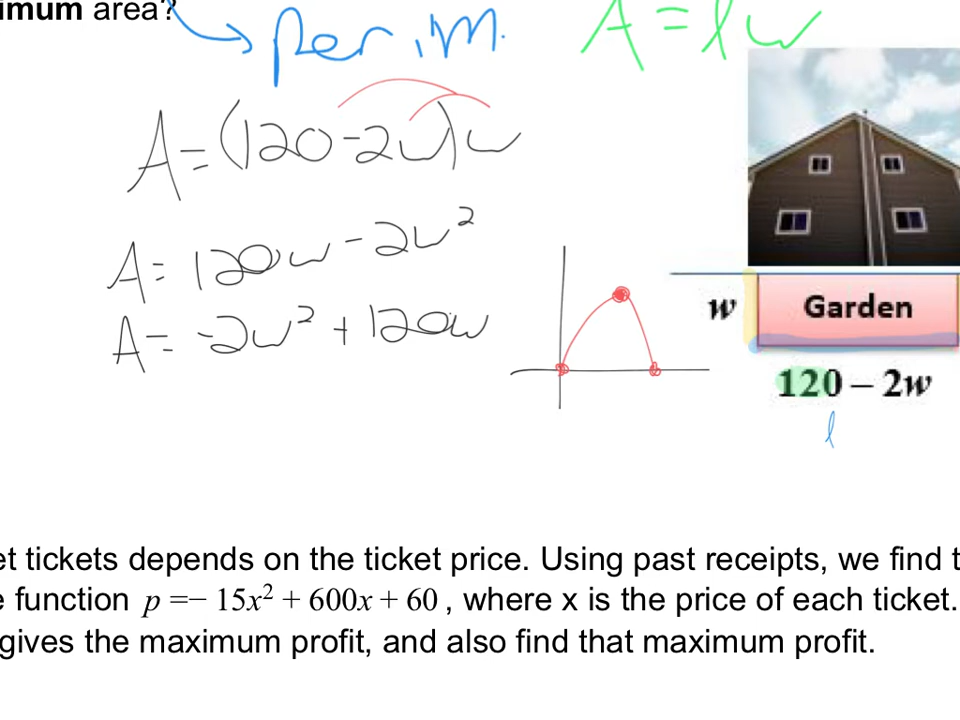 imum area?
perim. A = lw
A = (120 - 2w)w
A = 120w - 2w²
A = -2w² + 120w
w Garden
120 – 2w
l
et tickets depends on the ticket price. Using past receipts, we find t
e function p =− 15x² + 600x + 60 , where x is the price of each ticket.
gives the maximum profit, and also find that maximum profit.